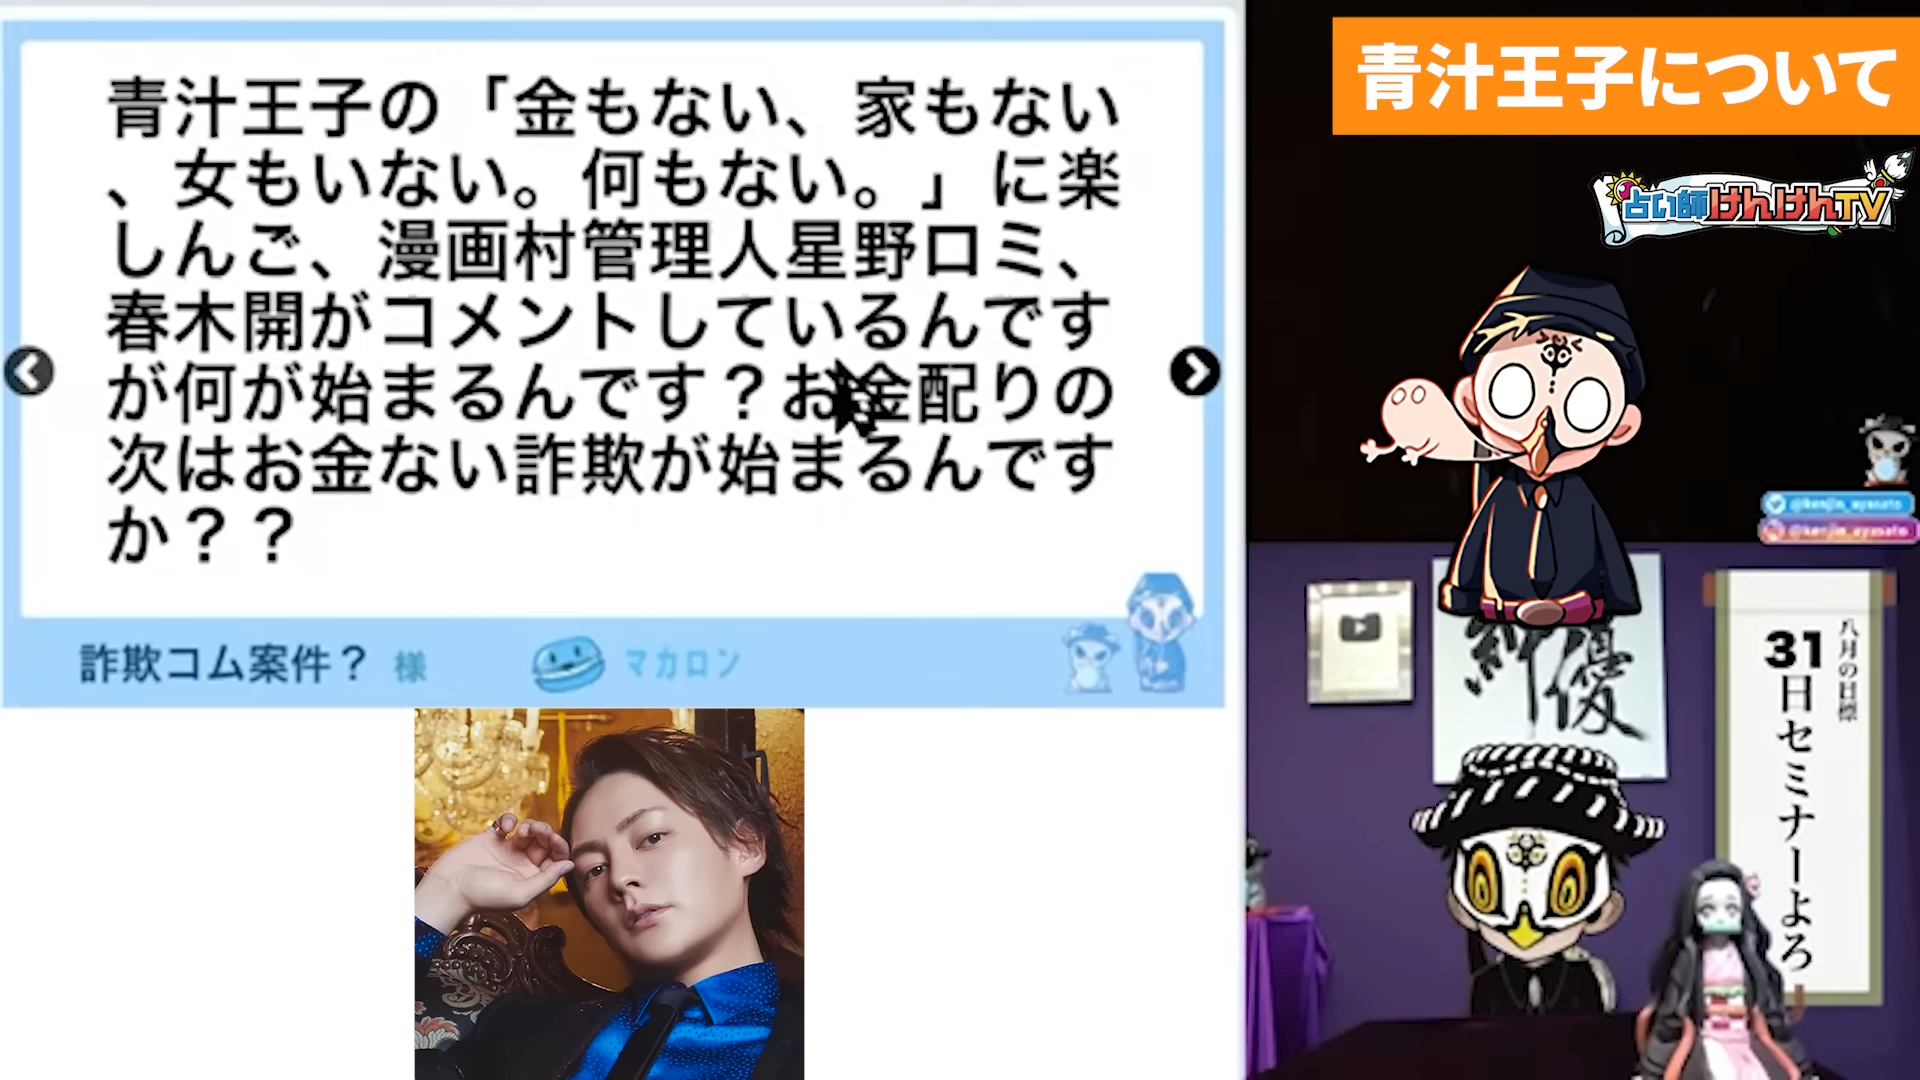 青汁王子の「金もない、家もない
、女もいない。何もない。」に楽
しんご、漫画村管理人星野ロミ、
春木開がコメントしているんです
が何が始まるんです？お金配りの
次はお金ない詐欺が始まるんです
か？？
詐欺コム案件？ 様
マカロン
青汁王子について
占い師けんけんTV
@kenjin_ayasato
@kenjin_ayasato
八月の目標
31日セミナーよろ